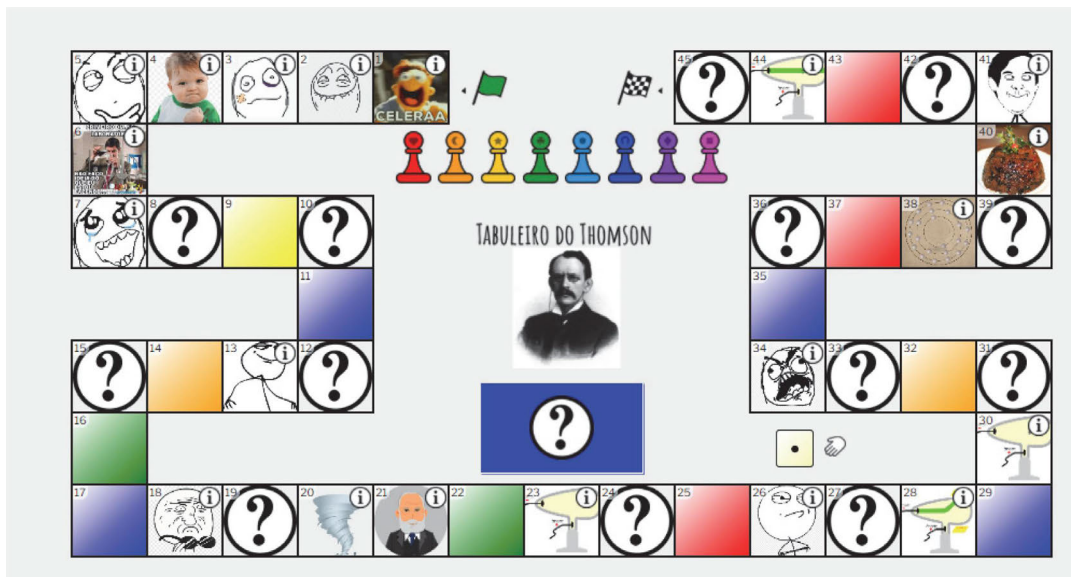 5 i 4 i 3 i 2 i 1 i 45 ? 44 i 43 42 ? 41 i
CELERAA
6 i 40 i
7 i 8 ? 9 10 ? 36 ? 37 38 i 39 ?
TABULEIRO DO THOMSON
11 35
15 ? 14 13 i 12 ? 34 i 33 ? 32 31 ?
?
16 30 i
17 18 i 19 ? 20 i 21 i 22 23 i 24 ? 25 26 i 27 ? 28 i 29